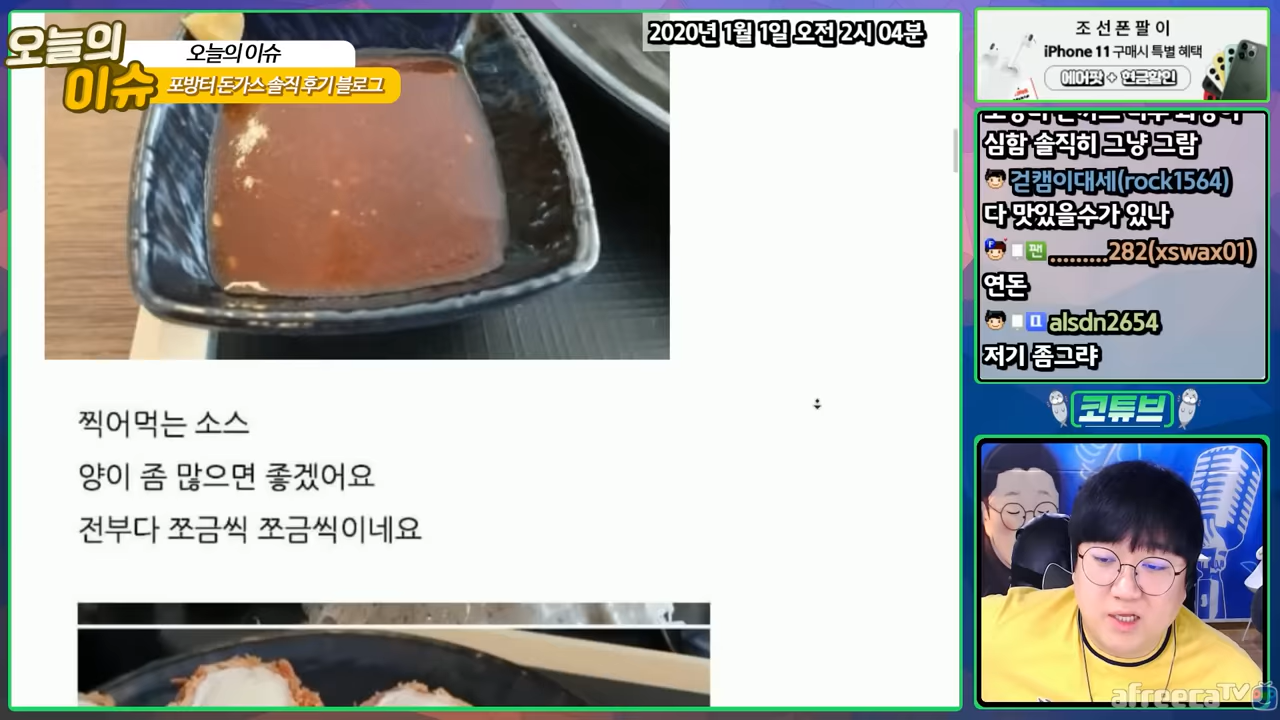 오늘의
이슈
오늘의 이슈
포방터 돈가스 솔직 후기 블로그
2020년 1월 1일 오전 2시 04분
찍어먹는 소스
양이 좀 많으면 좋겠어요
전부다 쪼금씩 쪼금씩이네요
조선폰팔이
iPhone 11 구매시 특별 혜택
에어팟 + 현금할인
심함 솔직히 그냥 그람
걷캠이대세(rock1564)
다 맛있을수가 있나
F 팬 .........282(xswax01)
연돈
alsdn2654
저기 좀그랴
코튜브
afreecaTV